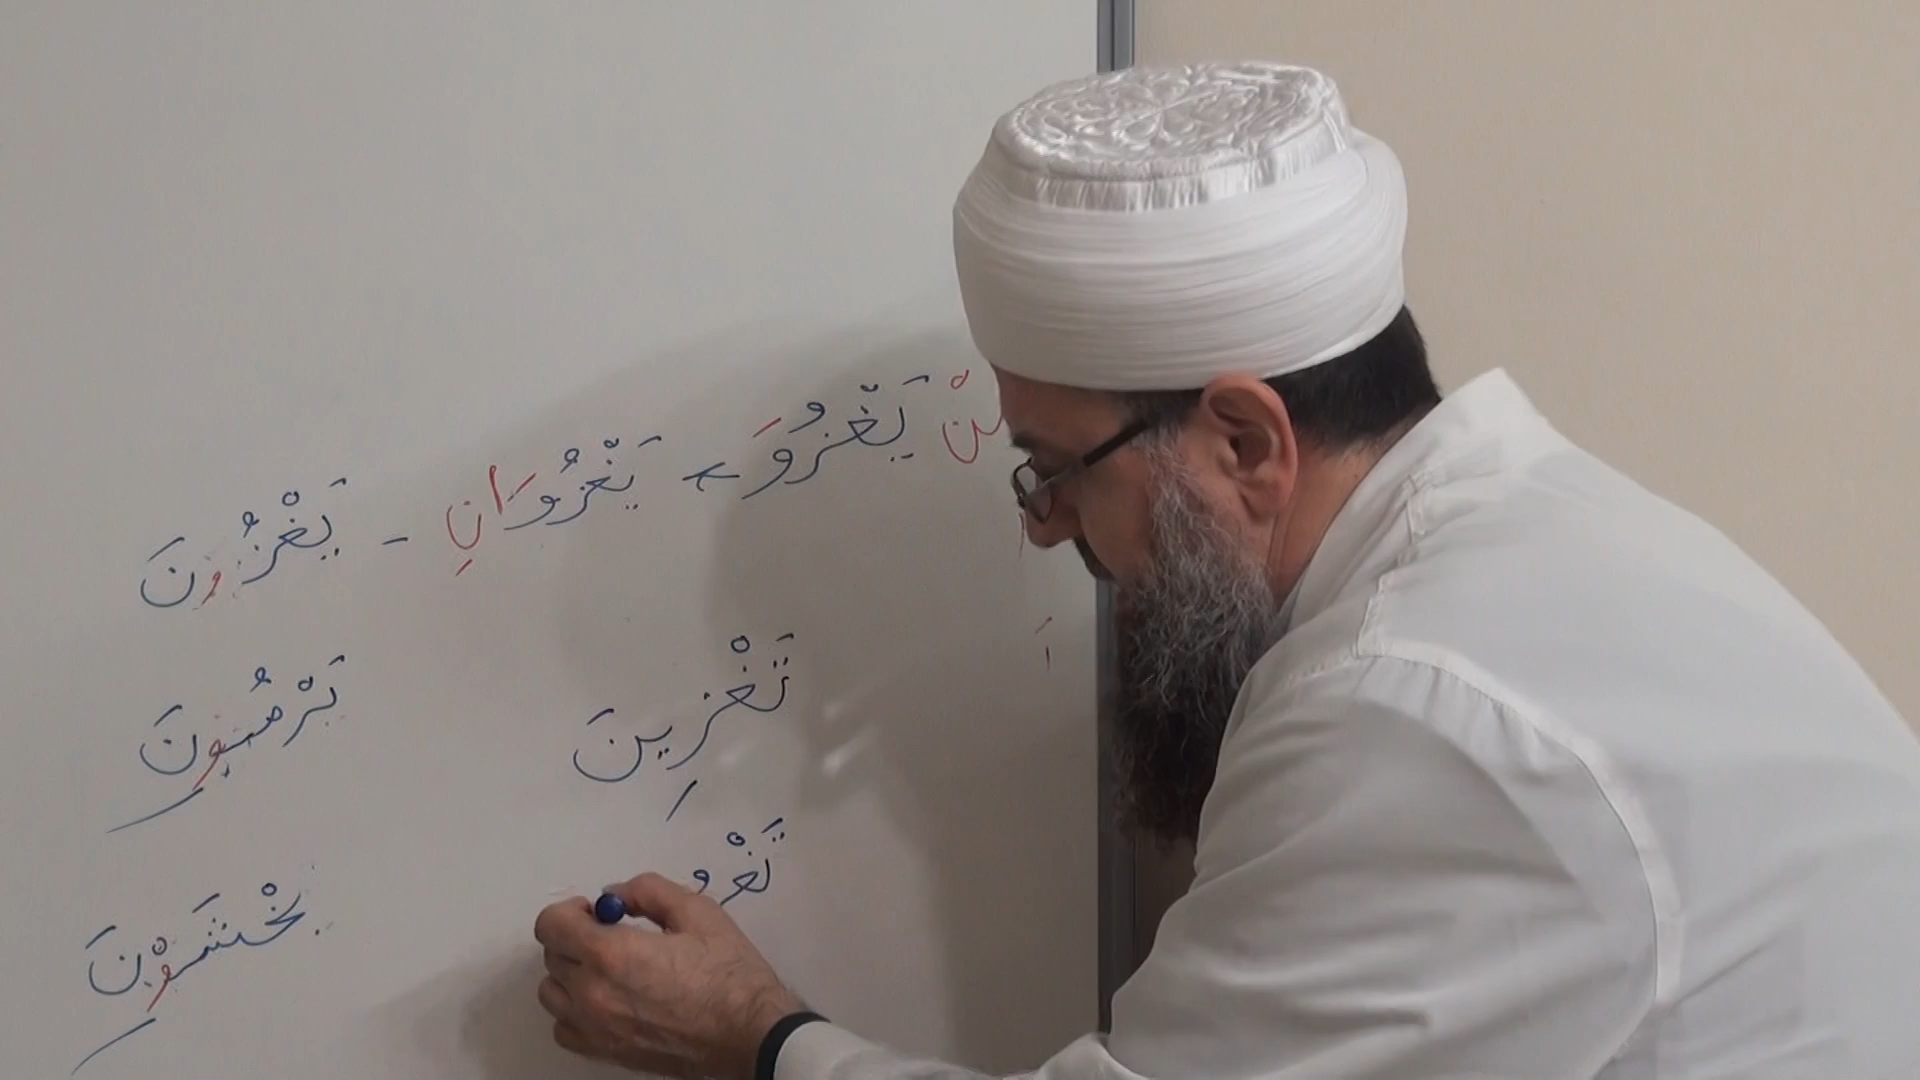 لَنْ يَغْزُوَ ← يَغْزُوَانِ - يَغْزُونَ
تَغْزِينَ يَرْمُونَ
تَغْزُ يَخْشَوْنَ